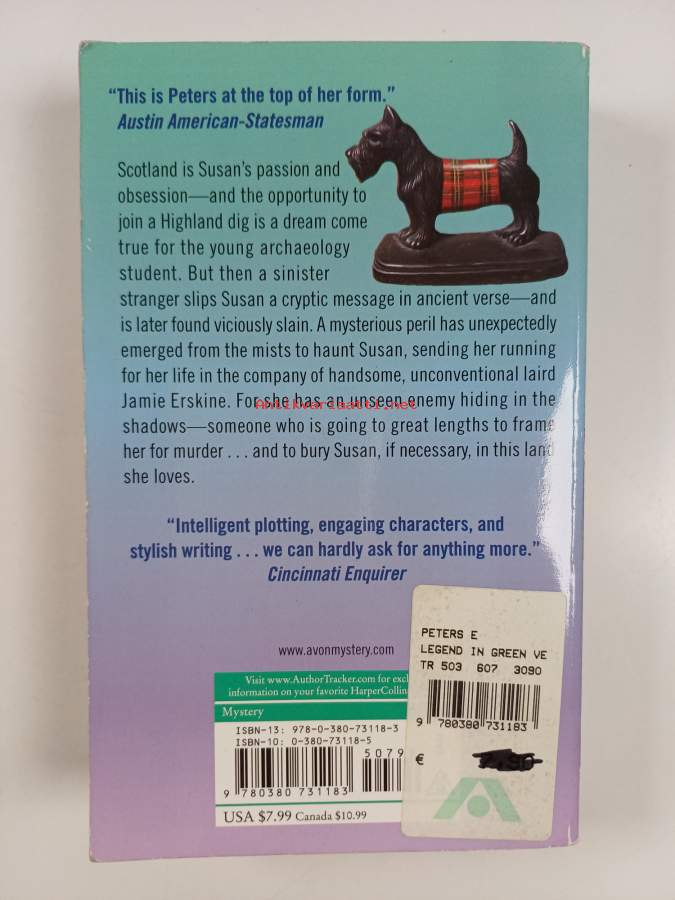 “This is Peters at the top of her form.”
Austin American-Statesman
Scotland is Susan’s passion and
obsession—and the opportunity to
join a Highland dig is a dream come
true for the young archaeology
student. But then a sinister
stranger slips Susan a cryptic message in ancient verse—and
is later found viciously slain. A mysterious peril has unexpectedly
emerged from the mists to haunt Susan, sending her running
for her life in the company of handsome, unconventional laird
Jamie Erskine. For she has an unseen enemy hiding in the
Antikvariaatti.net
shadows—someone who is going to great lengths to frame
her for murder . . . and to bury Susan, if necessary, in this land
she loves.
“Intelligent plotting, engaging characters, and
stylish writing . . . we can hardly ask for anything more.”
Cincinnati Enquirer
www.avonmystery.com
Visit www.AuthorTracker.com for
information on your favorite
Mystery
ISBN-13: 978-0-380-73118-3
ISBN-10: 0-380-73118-5
5079
9 780380 731183
USA $7.99 Canada $10.99
PETERS E
LEGEND IN GREEN VE
TR 503 607 3090
9 780380 731183
€